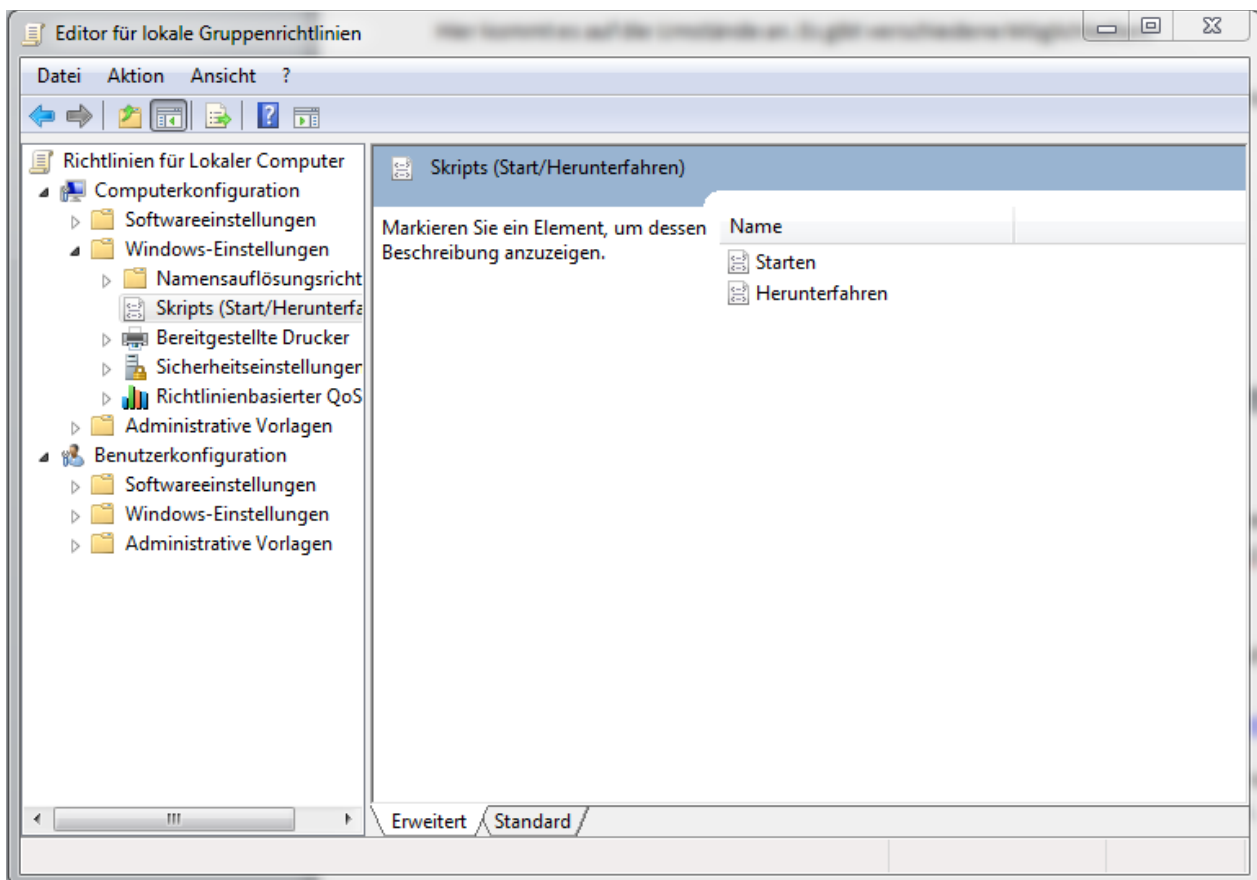 Editor für lokale Gruppenrichtlinien
Datei Aktion Ansicht ?
Richtlinien für Lokaler Computer
Computerkonfiguration
Softwareeinstellungen
Windows-Einstellungen
Namensauflösungsricht
Skripts (Start/Herunterfa
Bereitgestellte Drucker
Sicherheitseinstellunger
Richtlinienbasierter QoS
Administrative Vorlagen
Benutzerkonfiguration
Softwareeinstellungen
Windows-Einstellungen
Administrative Vorlagen
Skripts (Start/Herunterfahren)
Markieren Sie ein Element, um dessen
Beschreibung anzuzeigen.
Name
Starten
Herunterfahren
Erweitert Standard